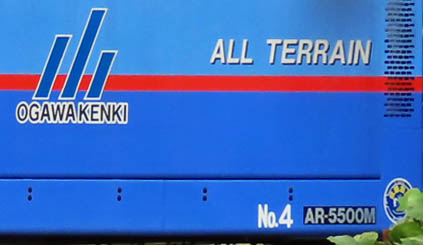 ALL TERRAIN
OGAWA KENKI
No.4 AR-5500M